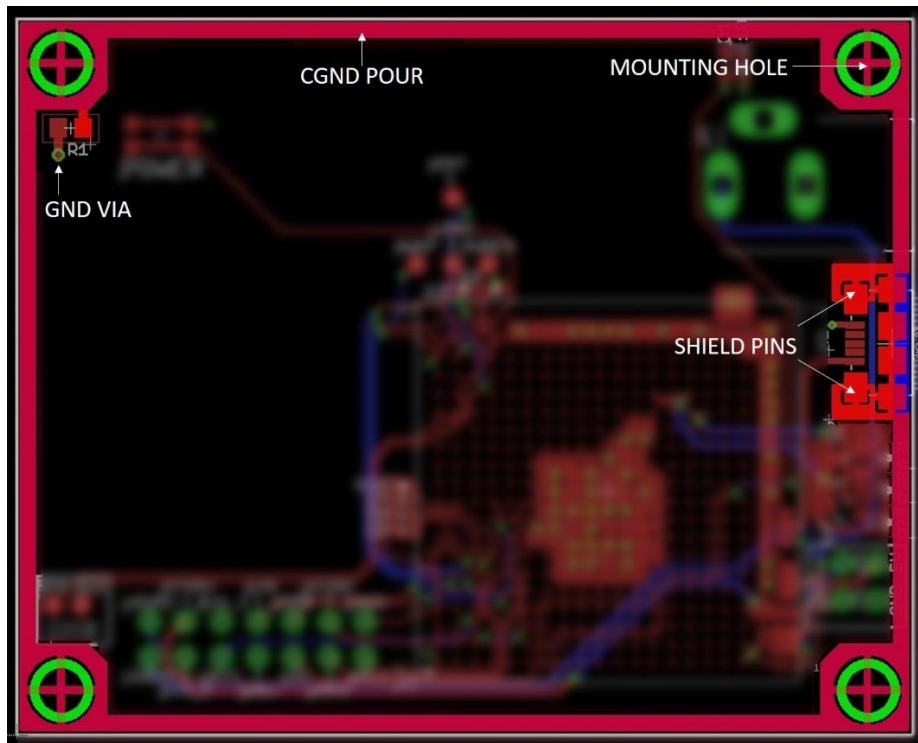 CGND POUR
MOUNTING HOLE
R1
GND VIA
SHIELD PINS